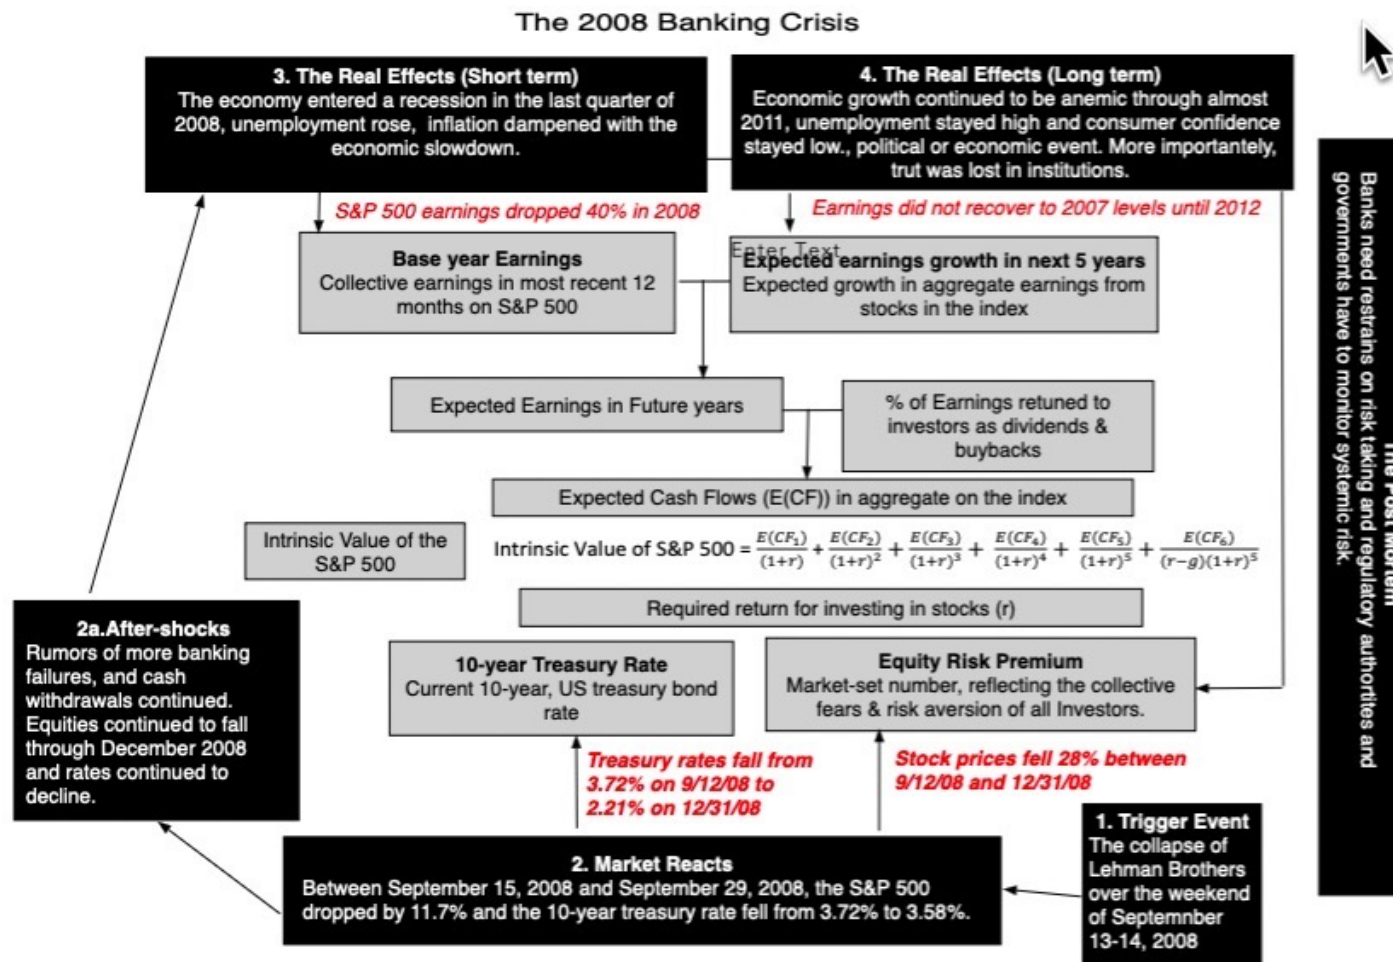 The 2008 Banking Crisis
3. The Real Effects (Short term)
The economy entered a recession in the last quarter of
2008, unemployment rose, inflation dampened with the
economic slowdown.
4. The Real Effects (Long term)
Economic growth continued to be anemic through almost
2011, unemployment stayed high and consumer confidence
stayed low., political or economic event. More importantely,
trut was lost in institutions.
S&P 500 earnings dropped 40% in 2008
Earnings did not recover to 2007 levels until 2012
Base year Earnings
Collective earnings in most recent 12
months on S&P 500
Enter Text
Expected earnings growth in next 5 years
Expected growth in aggregate earnings from
stocks in the index
Expected Earnings in Future years
% of Earnings retuned to
investors as dividends &
buybacks
Expected Cash Flows (E(CF)) in aggregate on the index
Intrinsic Value of the
S&P 500
Intrinsic Value of S&P 500 = E(CF₁)/(1+r) + E(CF₂)/(1+r)² + E(CF₃)/(1+r)³ + E(CF₄)/(1+r)⁴ + E(CF₅)/(1+r)⁵ + E(CF₆)/(r−g)(1+r)⁵
Required return for investing in stocks (r)
2a.After-shocks
Rumors of more banking
failures, and cash
withdrawals continued.
Equities continued to fall
through December 2008
and rates continued to
decline.
10-year Treasury Rate
Current 10-year, US treasury bond
rate
Equity Risk Premium
Market-set number, reflecting the collective
fears & risk aversion of all Investors.
Treasury rates fall from
3.72% on 9/12/08 to
2.21% on 12/31/08
Stock prices fell 28% between
9/12/08 and 12/31/08
2. Market Reacts
Between September 15, 2008 and September 29, 2008, the S&P 500
dropped by 11.7% and the 10-year treasury rate fell from 3.72% to 3.58%.
1. Trigger Event
The collapse of
Lehman Brothers
over the weekend
of Septemnber
13-14, 2008
The Post Mortem
Banks need restrains on risk taking and regulatory authortites and
governments have to monitor systemic risk.